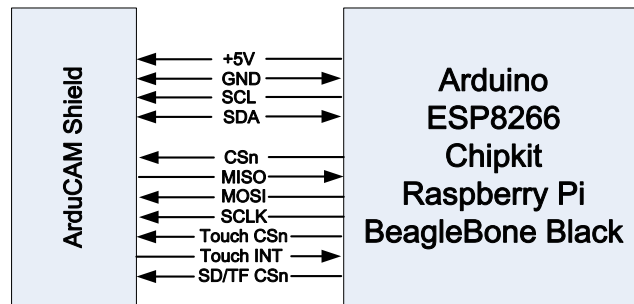 ArduCAM Shield
+5V
GND
SCL
SDA
CSn
MISO
MOSI
SCLK
Touch CSn
Touch INT
SD/TF CSn
Arduino
ESP8266
Chipkit
Raspberry Pi
BeagleBone Black